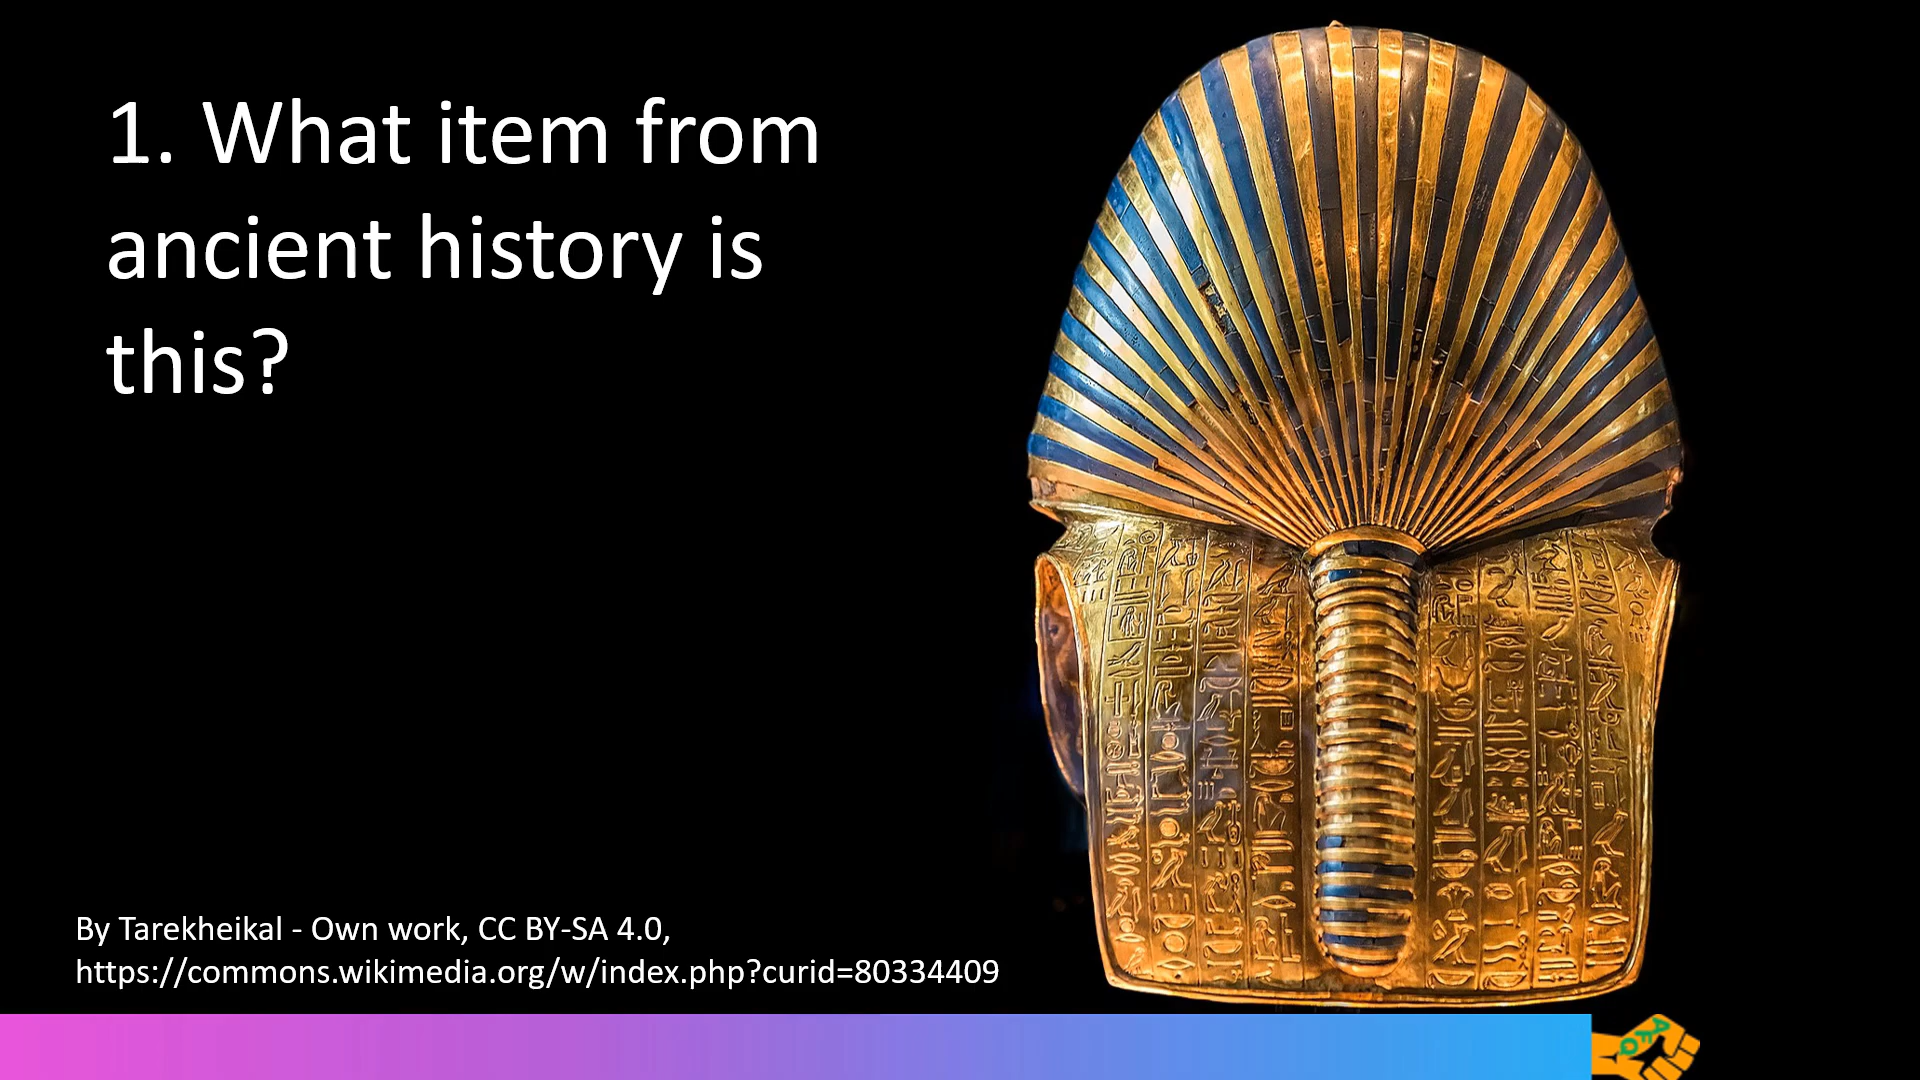 1. What item from
ancient history is
this?
By Tarekheikal - Own work, CC BY-SA 4.0,
https://commons.wikimedia.org/w/index.php?curid=80334409
AFQ